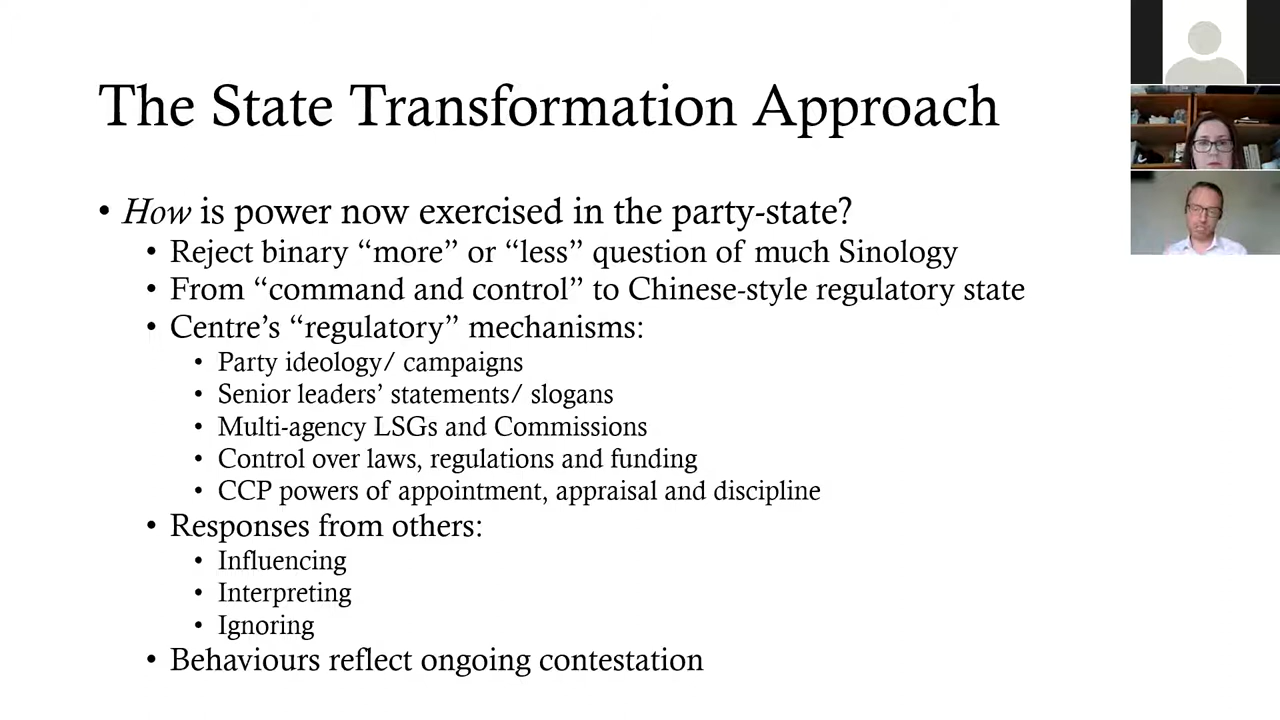 The State Transformation Approach
• How is power now exercised in the party-state?
• Reject binary “more” or “less” question of much Sinology
• From “command and control” to Chinese-style regulatory state
• Centre’s “regulatory” mechanisms:
• Party ideology/ campaigns
• Senior leaders’ statements/ slogans
• Multi-agency LSGs and Commissions
• Control over laws, regulations and funding
• CCP powers of appointment, appraisal and discipline
• Responses from others:
• Influencing
• Interpreting
• Ignoring
• Behaviours reflect ongoing contestation